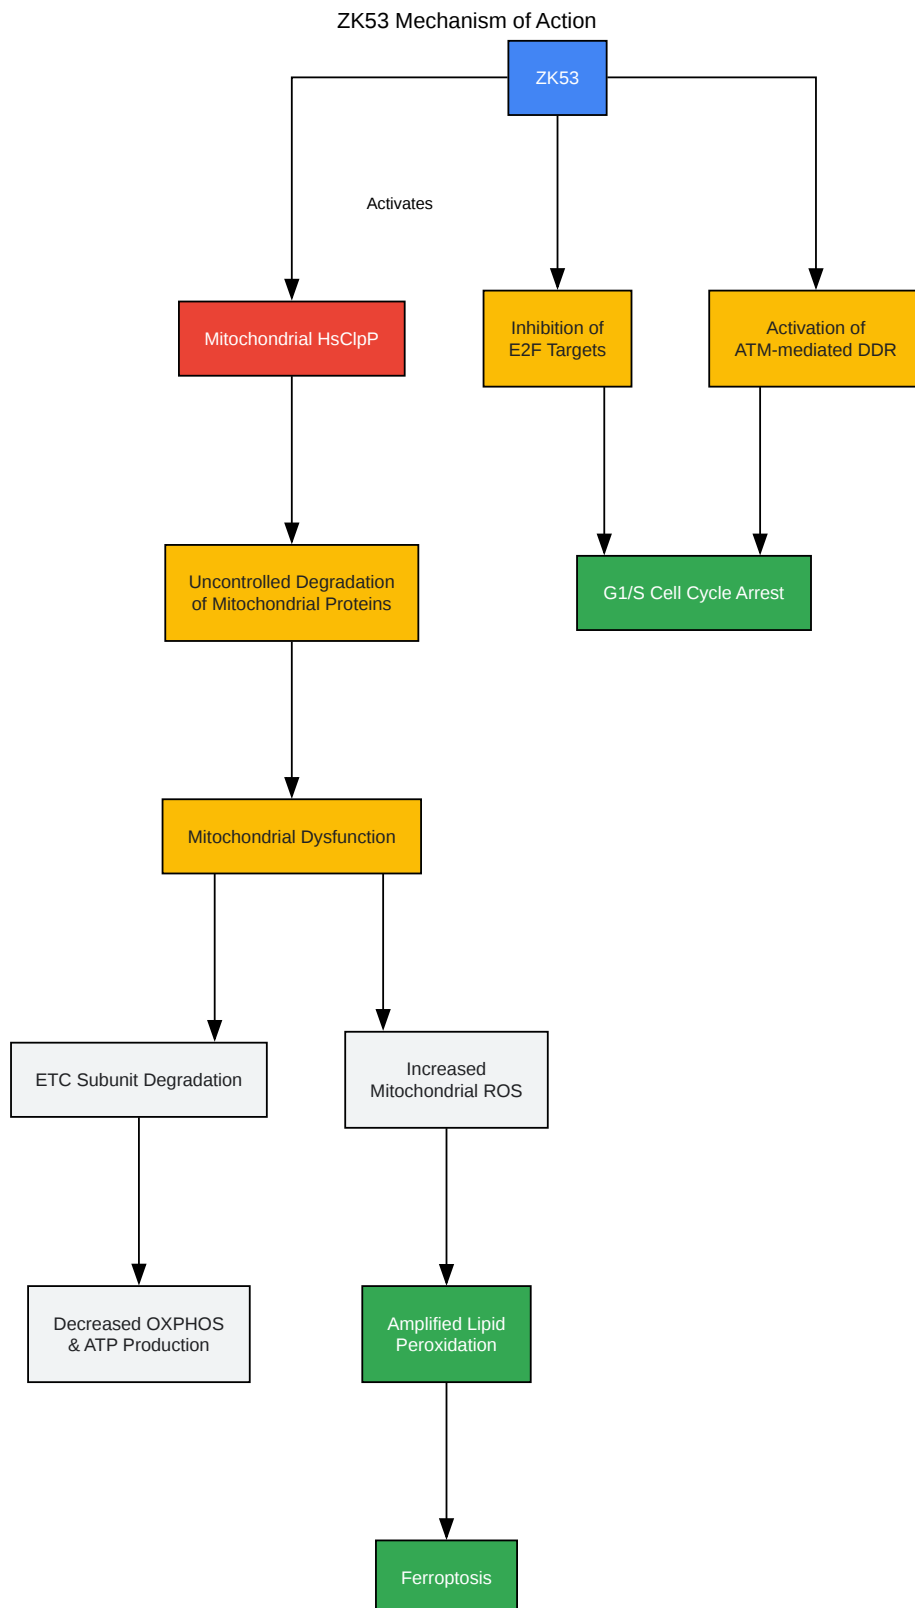 ZK53 Mechanism of Action
ZK53
Activates
Mitochondrial HsClpP
Inhibition of
E2F Targets
Activation of
ATM-mediated DDR
Uncontrolled Degradation
of Mitochondrial Proteins
G1/S Cell Cycle Arrest
Mitochondrial Dysfunction
ETC Subunit Degradation
Increased
Mitochondrial ROS
Decreased OXPHOS
& ATP Production
Amplified Lipid
Peroxidation
Ferroptosis